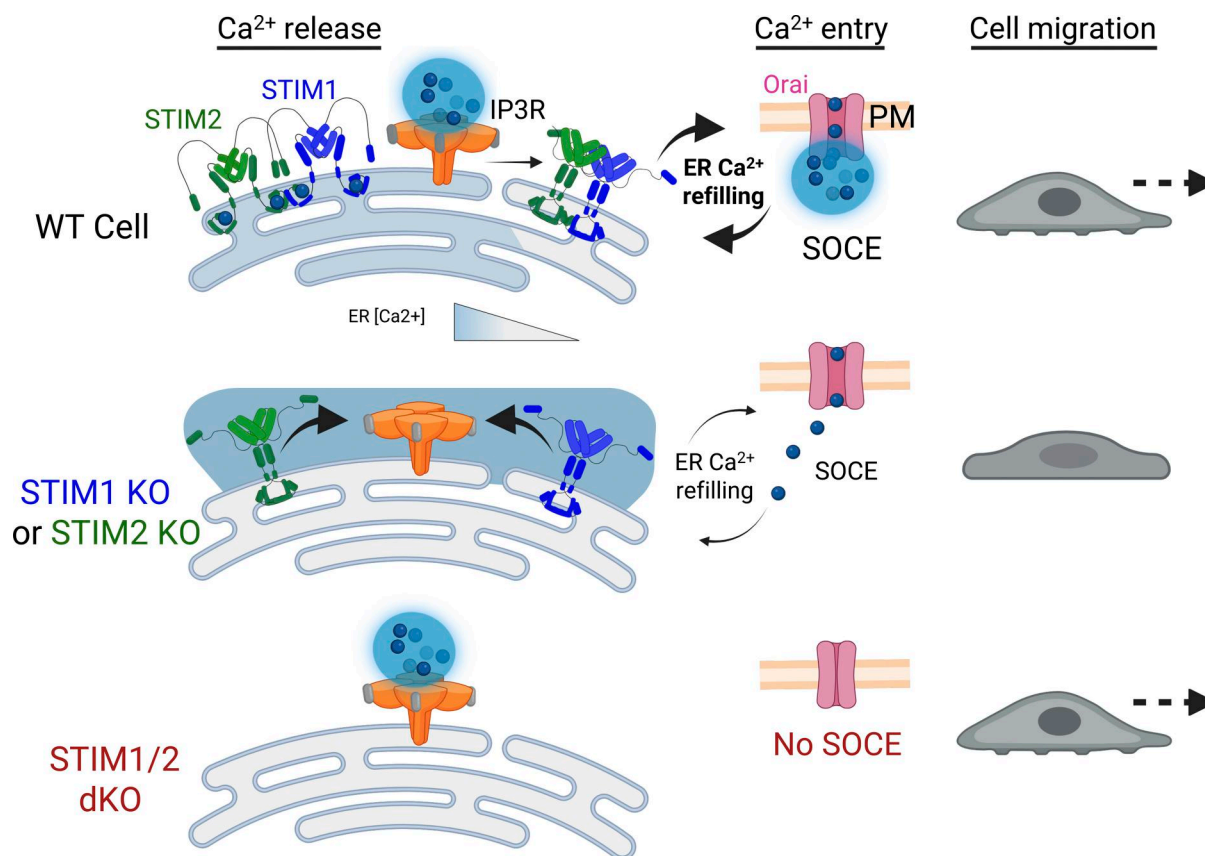 Ca²⁺ release
Ca²⁺ entry
Cell migration
STIM1
STIM2
IP3R
Orai
PM
ER Ca²⁺
refilling
WT Cell
SOCE
ER [Ca2+]
STIM1 KO
or STIM2 KO
ER Ca²⁺
refilling
SOCE
STIM1/2
dKO
No SOCE